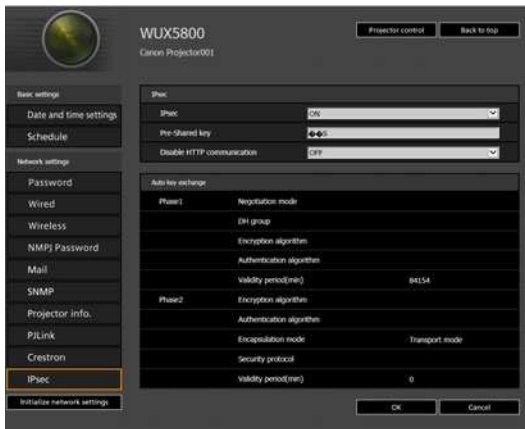 WUX5800
Canon Projector001
Projector control
Back to top
Basic settings
Date and time settings
Schedule
Network settings
Password
Wired
Wireless
NMPJ Password
Mail
SNMP
Projector info.
PJLink
Crestron
IPsec
Initialize network settings
IPsec
IPsec ON
Pre-Shared key ��S
Disable HTTP communication OFF
Auto key exchange
Phase1 Negotiation mode
DH group
Encryption algorithm
Authentication algorithm
Validity period(min) 84154
Phase2 Encryption algorithm
Authentication algorithm
Encapsulation mode Transport mode
Security protocol
Validity period(min) 0
OK Cancel